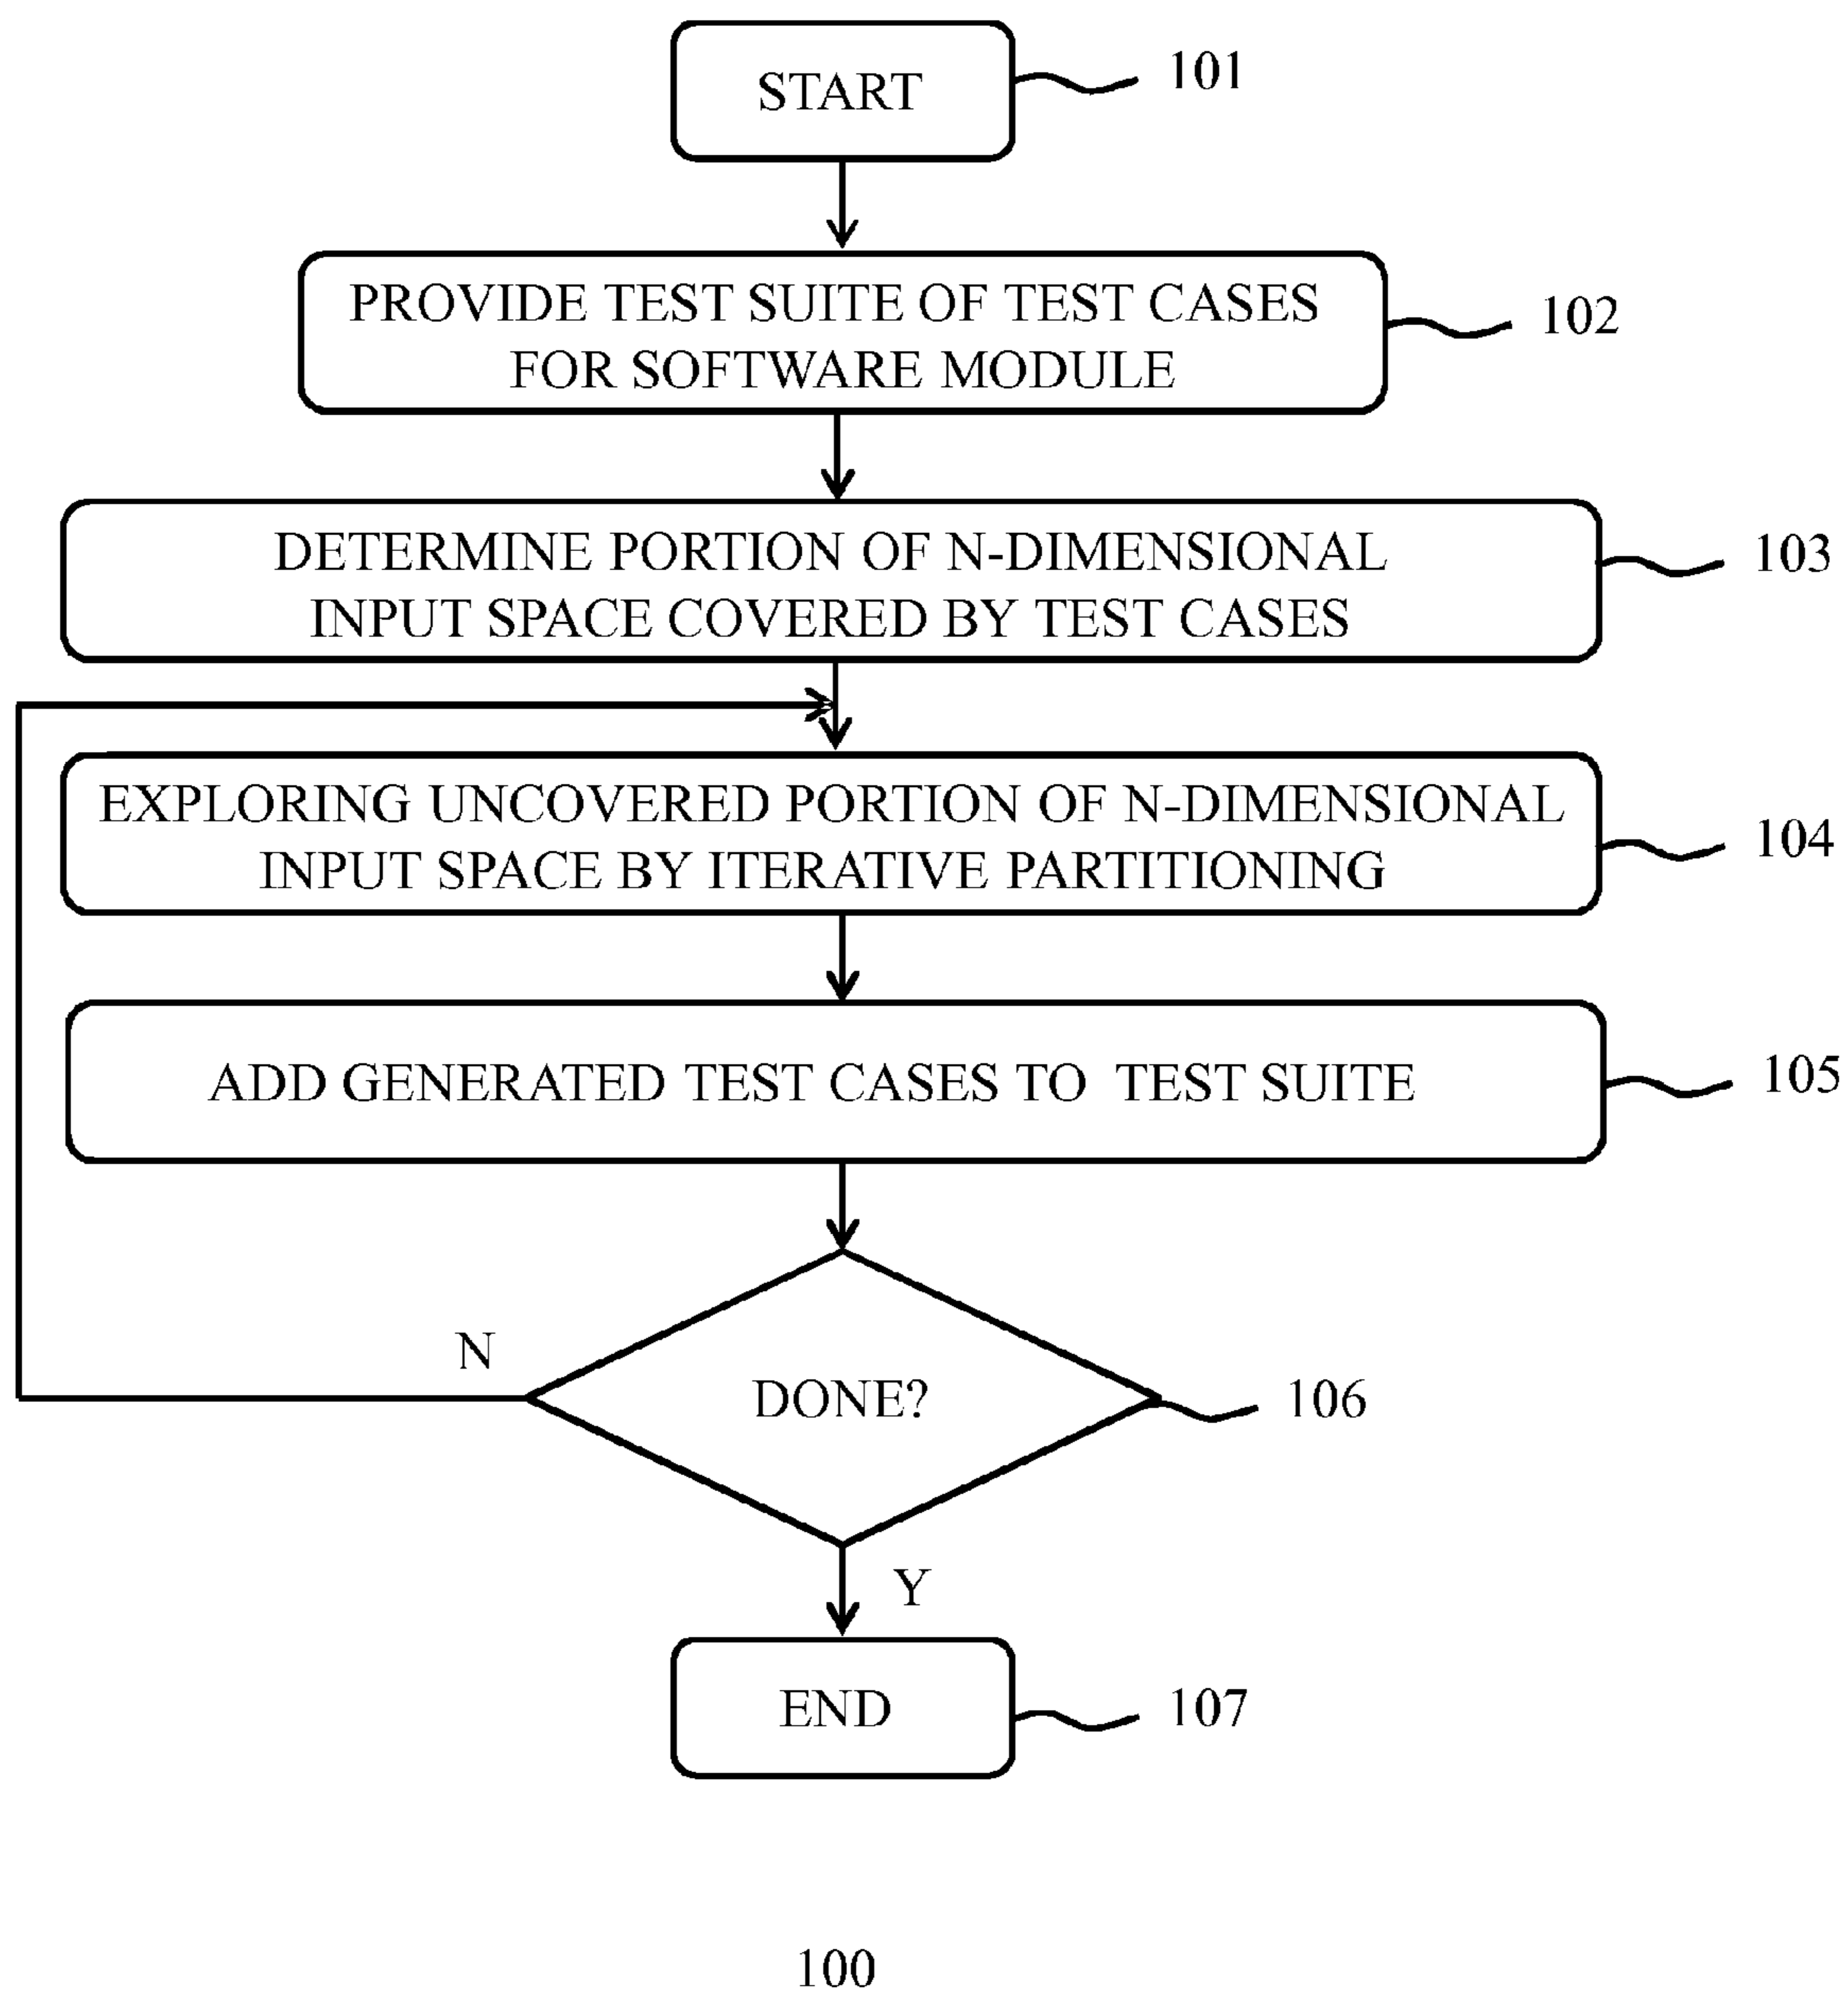 START
101
PROVIDE TEST SUITE OF TEST CASES
FOR SOFTWARE MODULE
102
DETERMINE PORTION OF N-DIMENSIONAL
INPUT SPACE COVERED BY TEST CASES
103
EXPLORING UNCOVERED PORTION OF N-DIMENSIONAL
INPUT SPACE BY ITERATIVE PARTITIONING
104
ADD GENERATED TEST CASES TO TEST SUITE
105
N
DONE?
106
Y
END
107
100